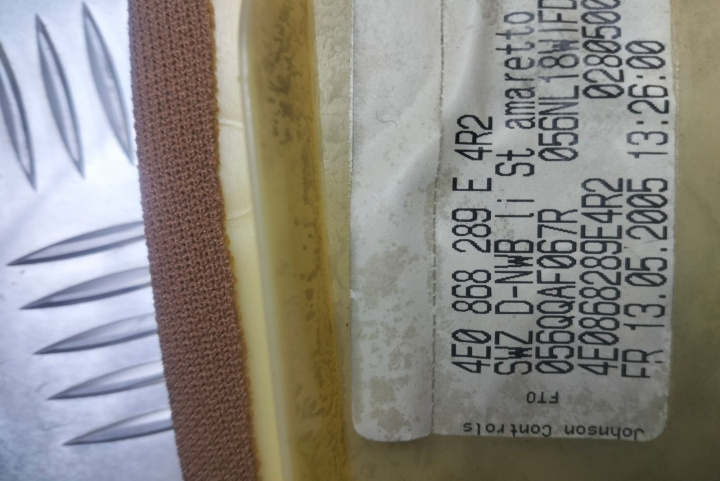 4E0 868 289 E 4R2
SWZ D-NWB li St amaretto
056QQAF067R 056NL18WIFD
4E0868289E4R2 0280500
FR 13.05.2005 13:26:00
FTO
Johnson Controls